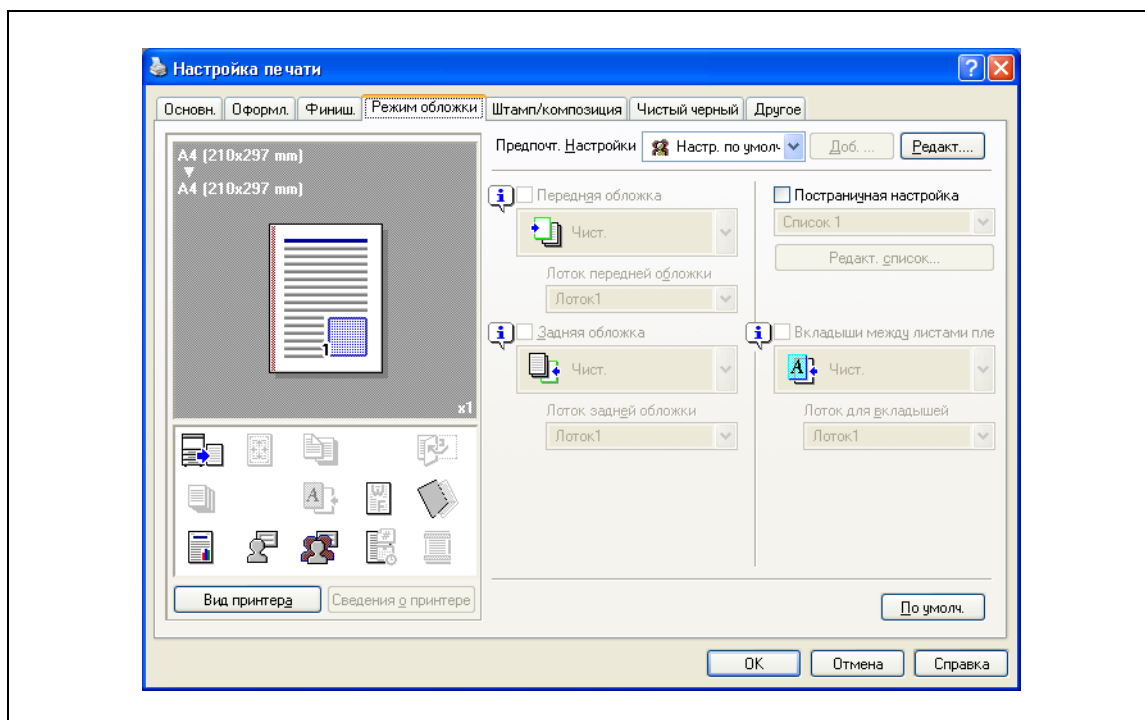 Настройка печати
Основн. Оформл. Финиш. Режим обложки Штамп/композиция Чистый черный Другое
A4 (210x297 mm)
A4 (210x297 mm)
1
x1
Вид принтера Сведения о принтере
Предпочт. Настройки Настр. по умолч Доб. ... Редакт....
Передняя обложка
Чист.
Лоток передней обложки
Лоток1
Задняя обложка
Чист.
Лоток задней обложки
Лоток1
Постраничная настройка
Список 1
Редакт. список...
Вкладыши между листами пле
Чист.
Лоток для вкладышей
Лоток1
По умолч.
OK Отмена Справка